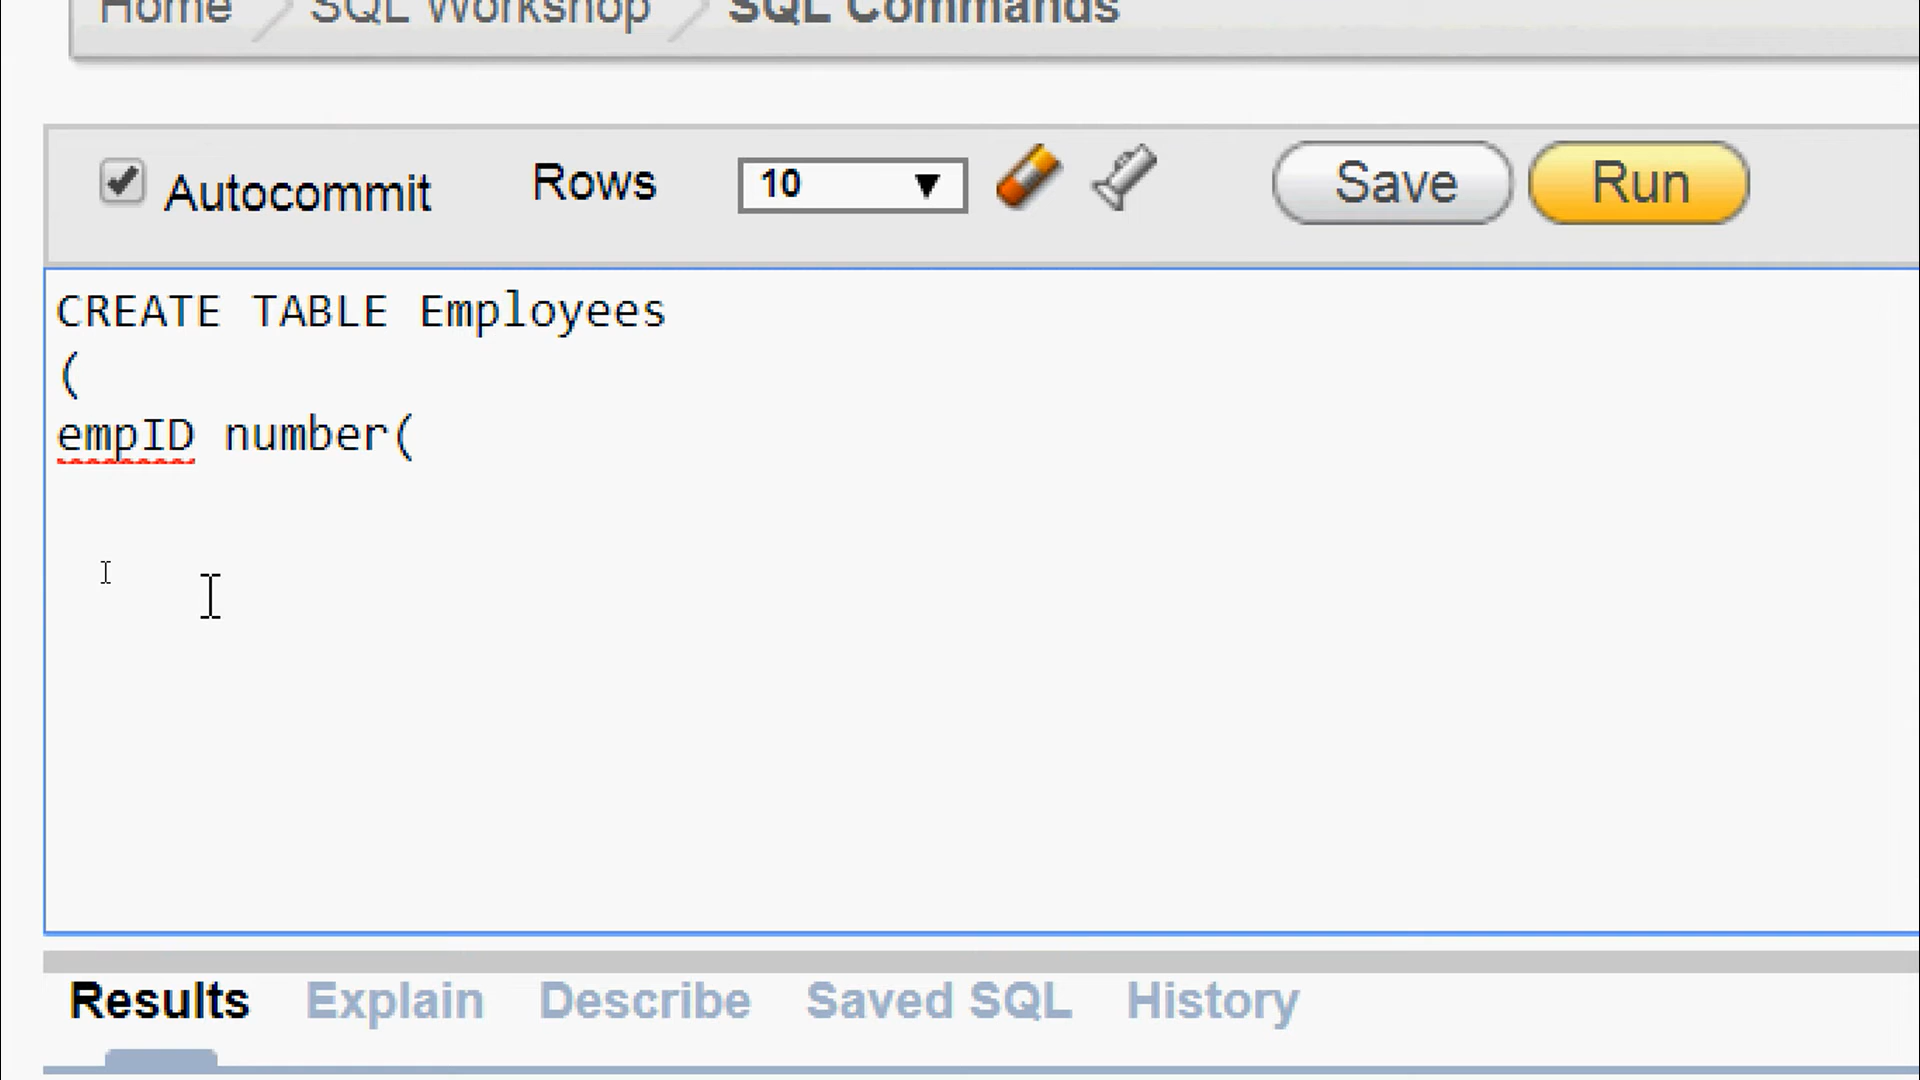 Home SQL Workshop SQL Commands
Autocommit Rows 10 Save Run
CREATE TABLE Employees
(
empID number(
Results Explain Describe Saved SQL History